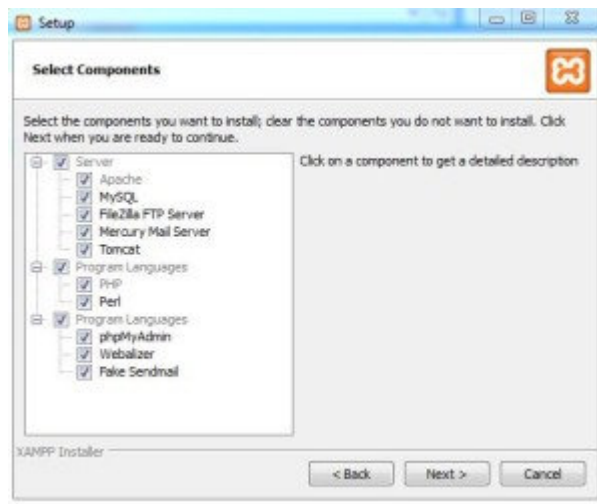 Setup
Select Components
Select the components you want to install; clear the components you do not want to install. Click
Next when you are ready to continue.
Server
Apache
MySQL
FileZilla FTP Server
Mercury Mail Server
Tomcat
Program Languages
PHP
Perl
Program Languages
phpMyAdmin
Webalizer
Fake Sendmail
Click on a component to get a detailed description
XAMPP Installer
< Back
Next >
Cancel